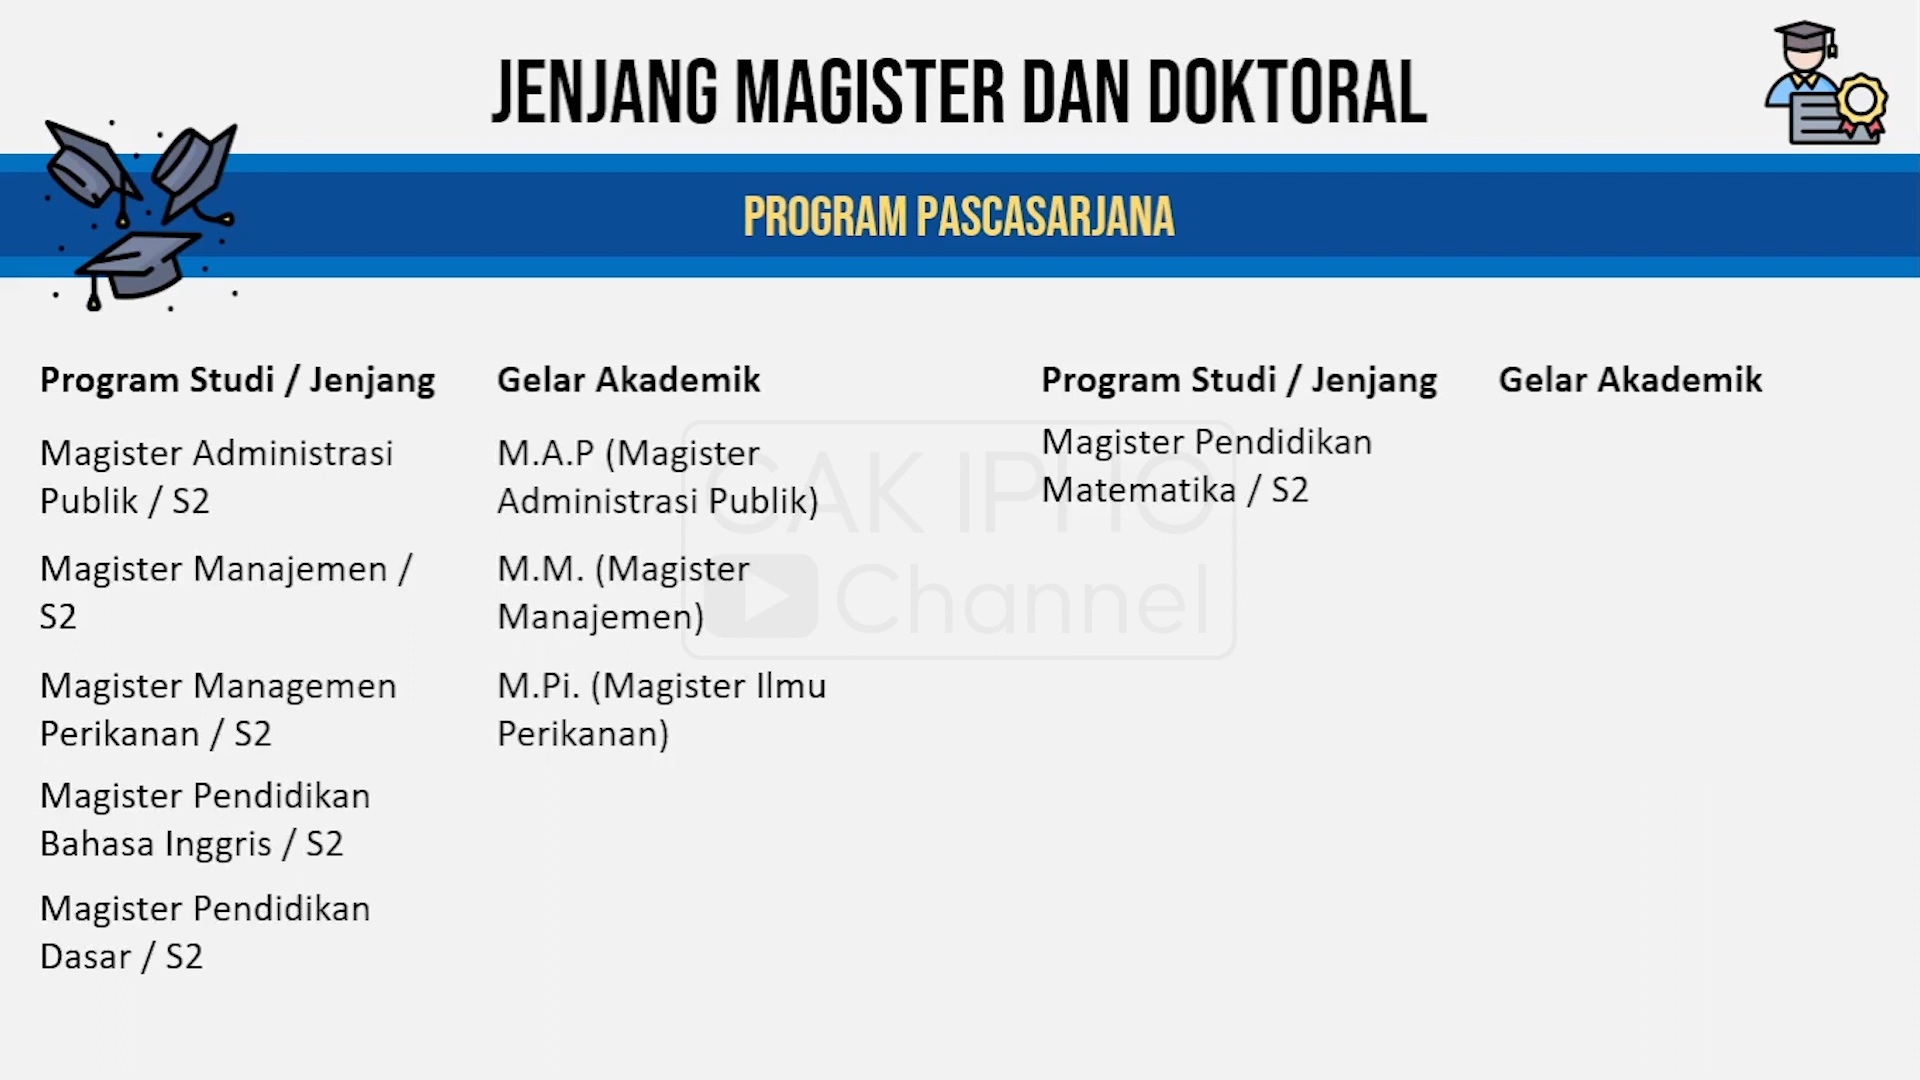 JENJANG MAGISTER DAN DOKTORAL
PROGRAM PASCASARJANA
Program Studi / Jenjang
Gelar Akademik
Magister Administrasi
Publik / S2
M.A.P (Magister
Administrasi Publik)
Magister Manajemen /
S2
M.M. (Magister
Manajemen)
Magister Managemen
Perikanan / S2
M.Pi. (Magister Ilmu
Perikanan)
Magister Pendidikan
Bahasa Inggris / S2
Magister Pendidikan
Dasar / S2
Program Studi / Jenjang
Gelar Akademik
Magister Pendidikan
Matematika / S2
CAK IPHO
Channel